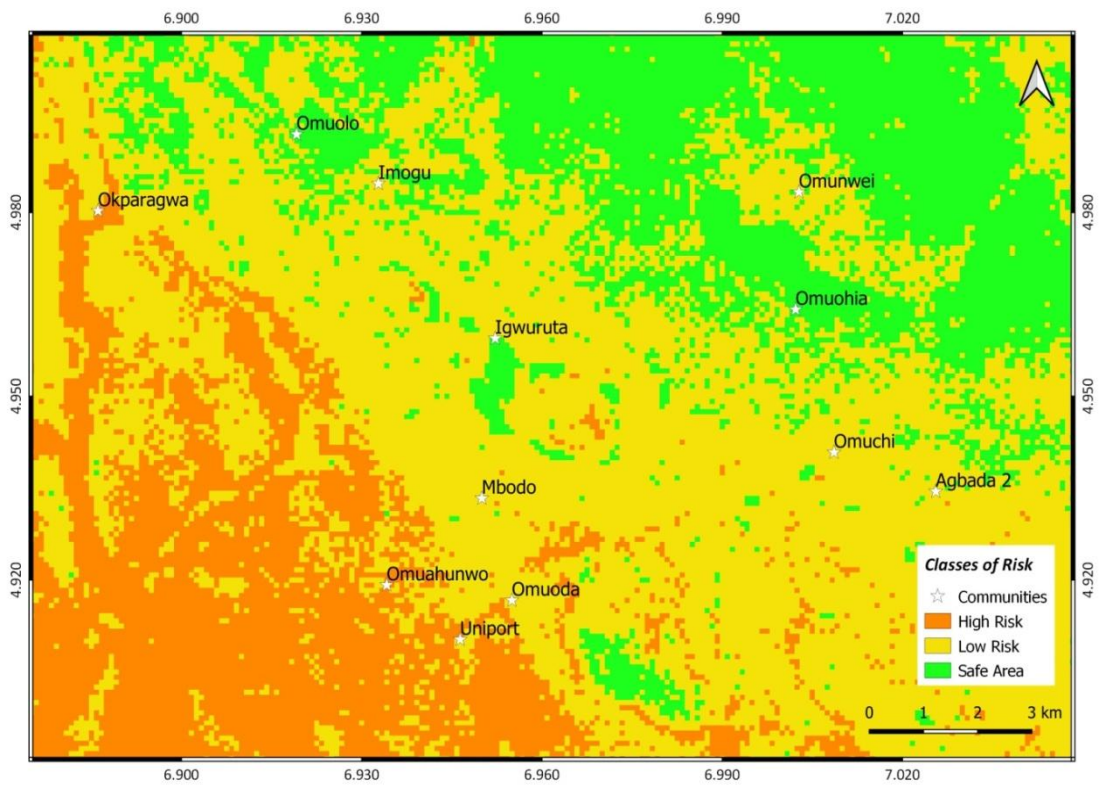 6.900 6.930 6.960 6.990 7.020
Omuolo
Imogu
Omunwei
Okparagwa
4.980 4.980
Omuohia
Igwuruta
4.950 4.950
Omuchi
Agbada 2
Mbodo
Classes of Risk
Omuahunwo
4.920 4.920
Omuoda
Communities
Uniport
High Risk
Low Risk
Safe Area
0 1 2 3 km
6.900 6.930 6.960 6.990 7.020